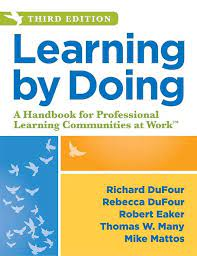 THIRD EDITION
Learning
by Doing
A Handbook for Professional
Learning Communities at Work™
Richard DuFour
Rebecca DuFour
Robert Eaker
Thomas W. Many
Mike Mattos